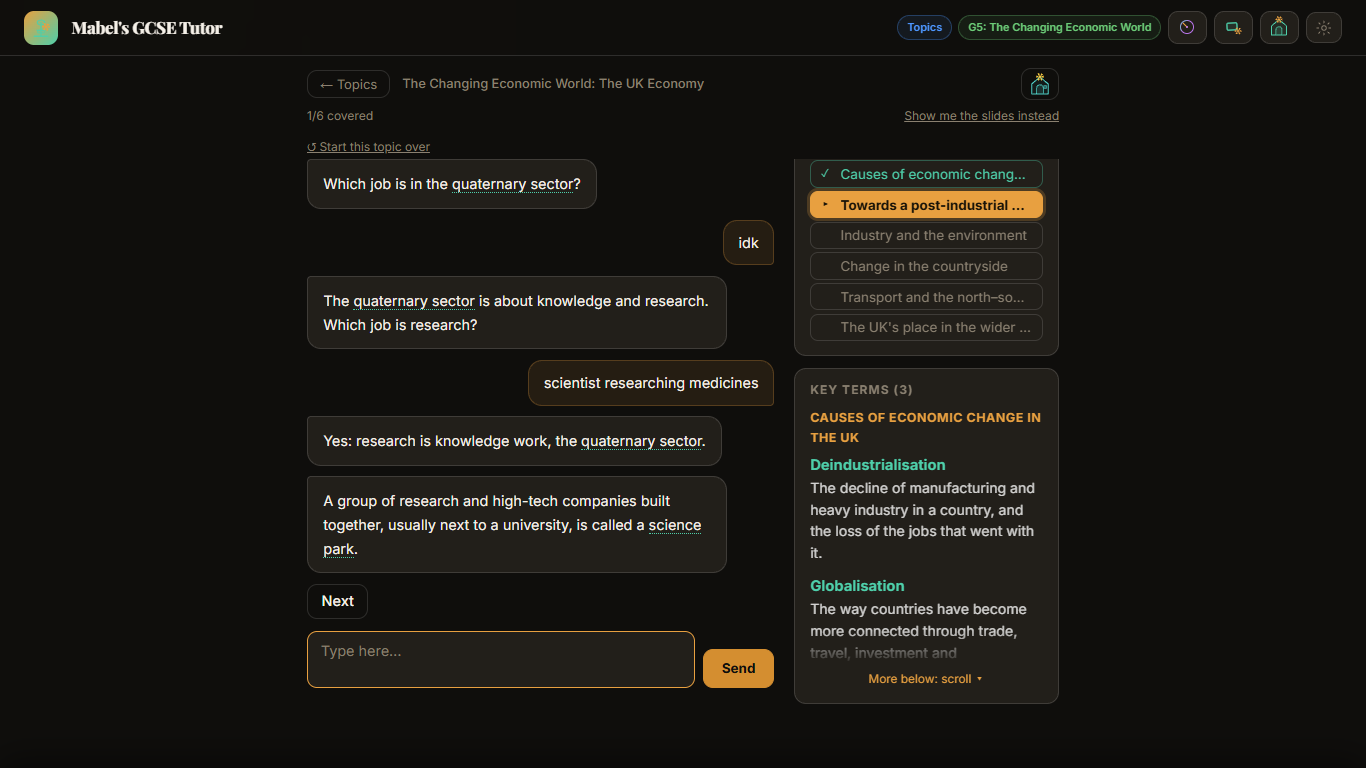 Mabel's GCSE Tutor
Topics
G5: The Changing Economic World
← Topics
The Changing Economic World: The UK Economy
1/6 covered
Show me the slides instead
↺ Start this topic over
Which job is in the quaternary sector?
idk
The quaternary sector is about knowledge and research.
Which job is research?
scientist researching medicines
Yes: research is knowledge work, the quaternary sector.
A group of research and high-tech companies built
together, usually next to a university, is called a science
park.
Next
Type here...
Send
✓ Causes of economic chang...
▸ Towards a post-industrial ...
Industry and the environment
Change in the countryside
Transport and the north–so...
The UK's place in the wider ...
KEY TERMS (3)
CAUSES OF ECONOMIC CHANGE IN
THE UK
Deindustrialisation
The decline of manufacturing and
heavy industry in a country, and
the loss of the jobs that went with
it.
Globalisation
The way countries have become
more connected through trade,
travel, investment and
More below: scroll ▾